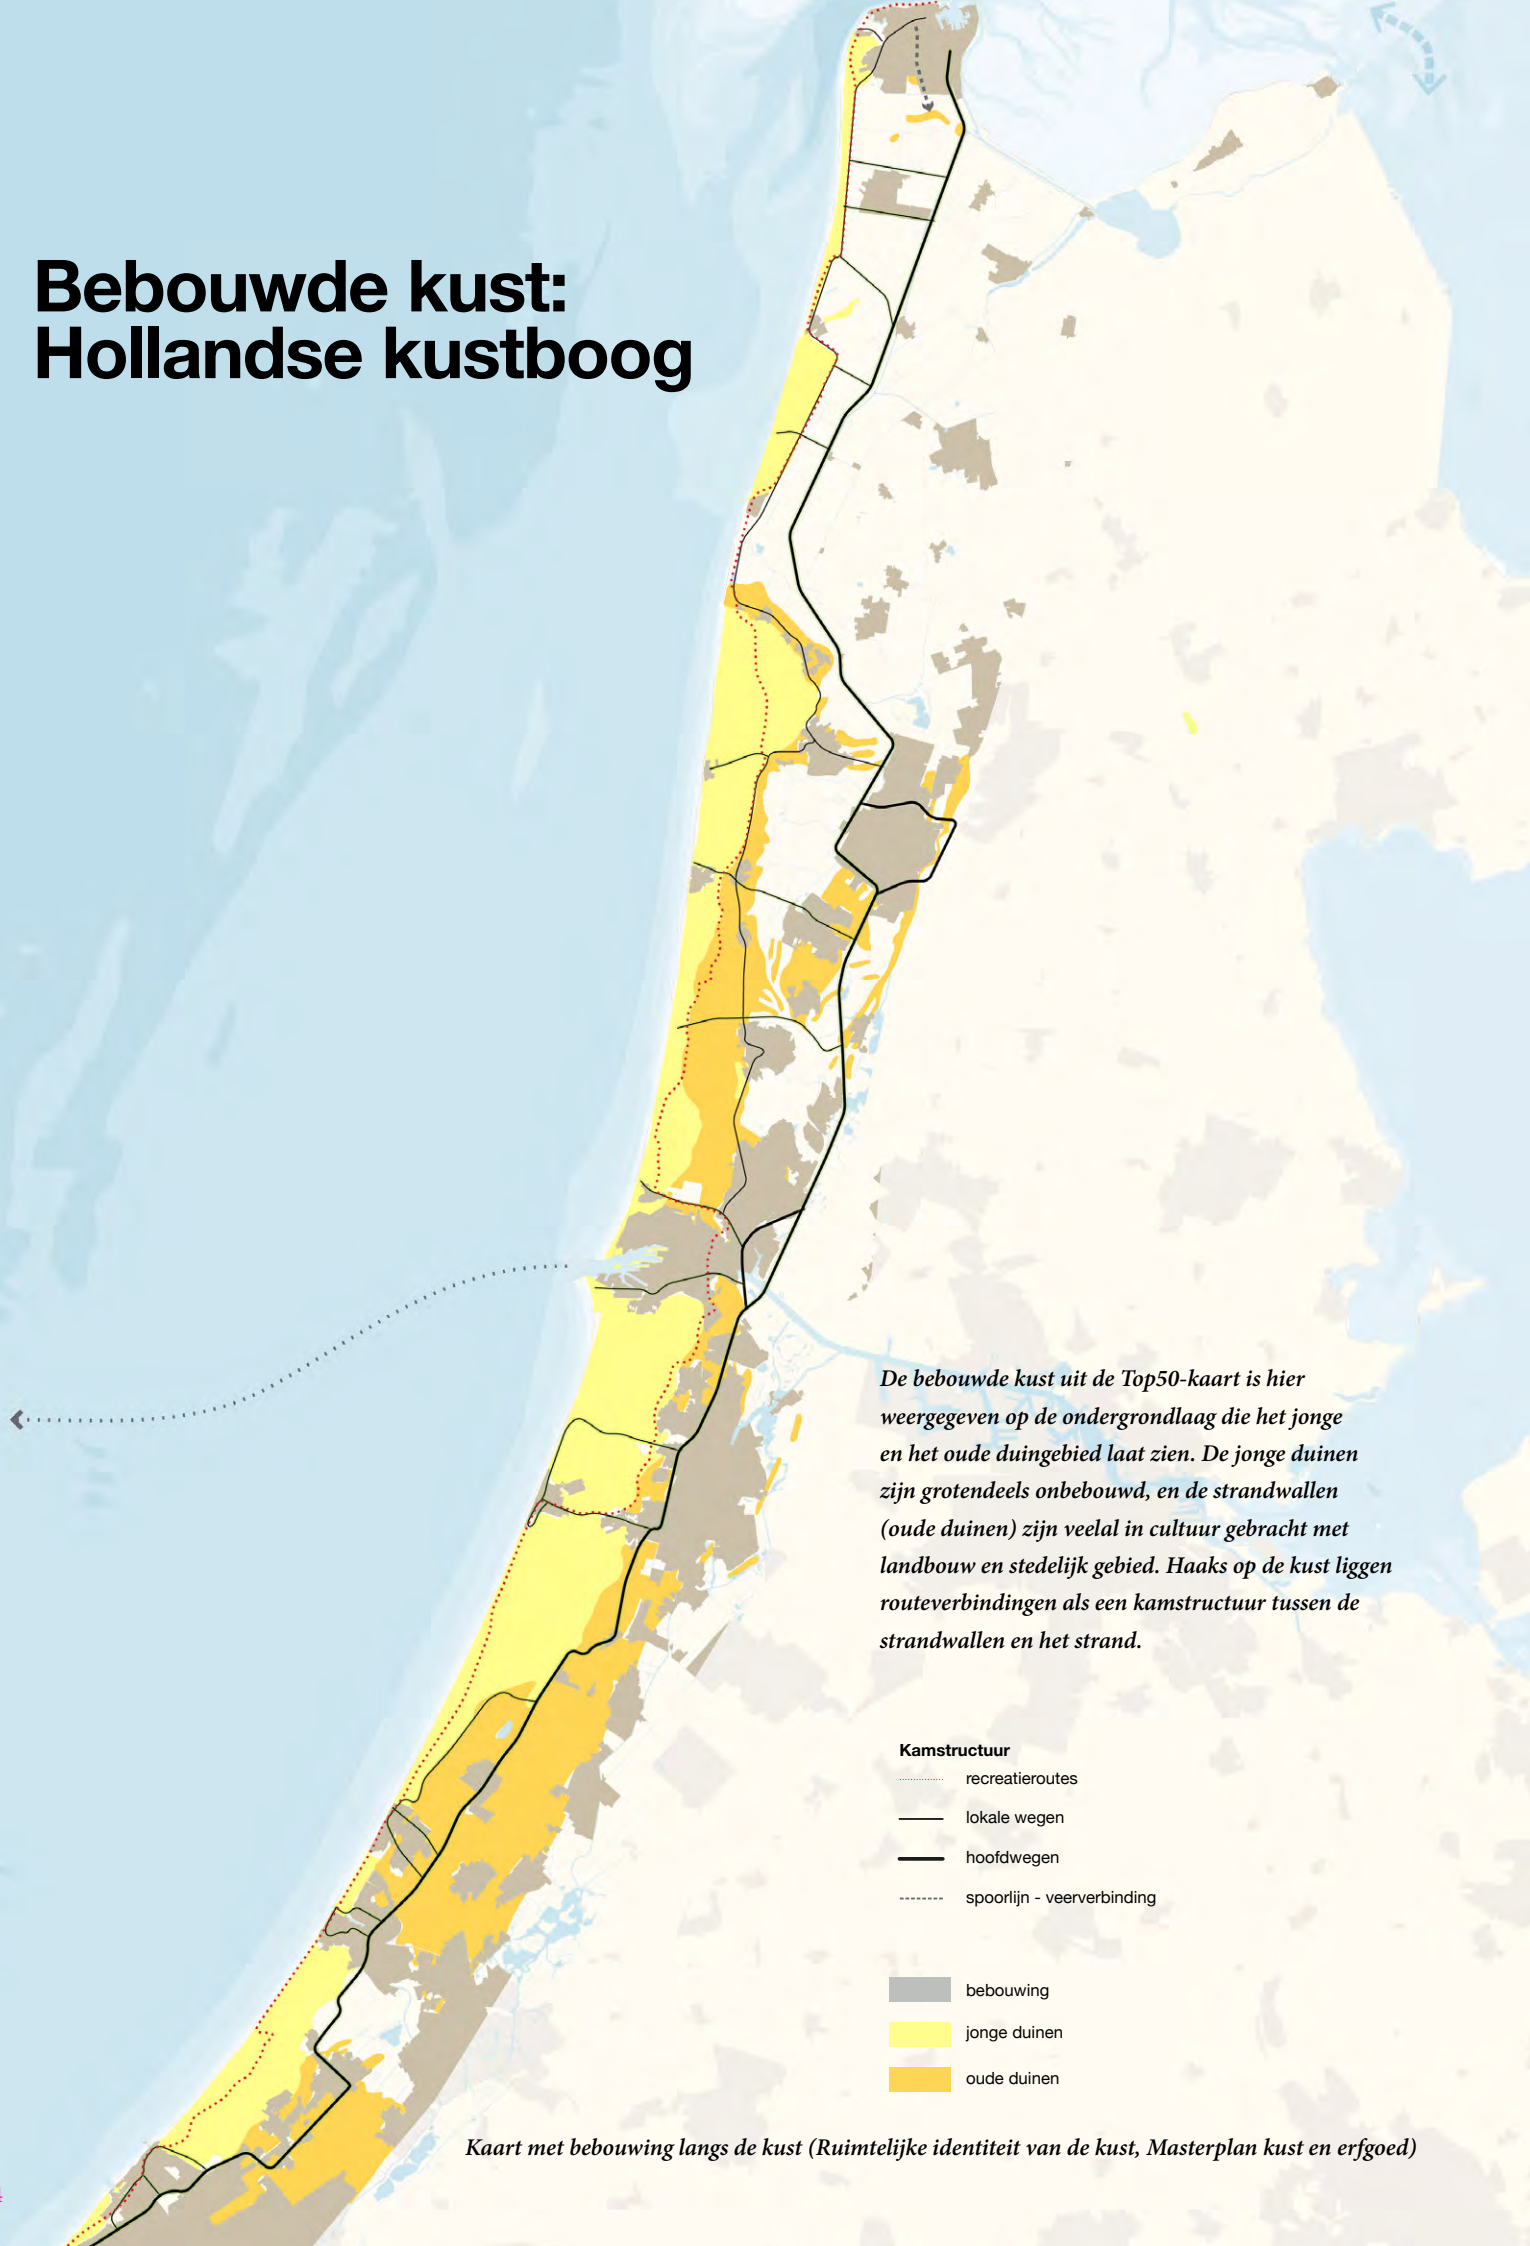 Bebouwde kust:
Hollandse kustboog
De bebouwde kust uit de Top50-kaart is hier
weergegeven op de ondergrondlaag die het jonge
en het oude duingebied laat zien. De jonge duinen
zijn grotendeels onbebouwd, en de strandwallen
(oude duinen) zijn veelal in cultuur gebracht met
landbouw en stedelijk gebied. Haaks op de kust liggen
routeverbindingen als een kamstructuur tussen de
strandwallen en het strand.
Kamstructuur
recreatieroutes
lokale wegen
hoofdwegen
spoorlijn - veerverbinding
bebouwing
jonge duinen
oude duinen
Kaart met bebouwing langs de kust (Ruimtelijke identiteit van de kust, Masterplan kust en erfgoed)